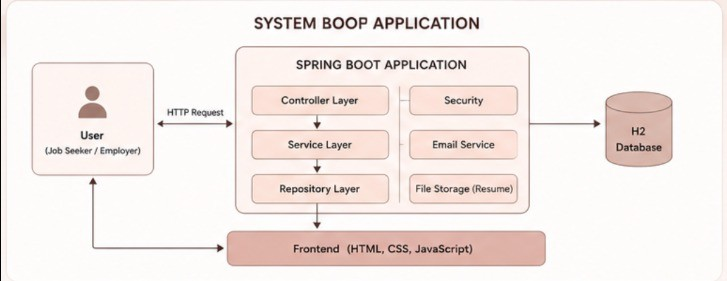 SYSTEM BOOP APPLICATION
SPRING BOOT APPLICATION
User
(Job Seeker / Employer)
HTTP Request
Controller Layer
Service Layer
Repository Layer
Security
Email Service
File Storage (Resume)
H2
Database
Frontend (HTML, CSS, JavaScript)